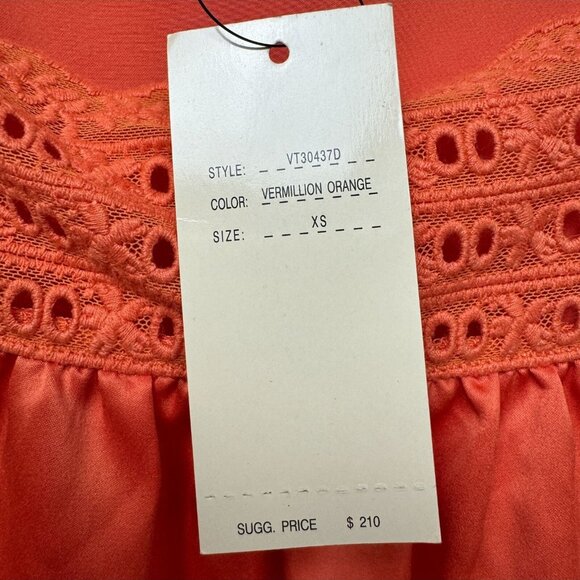 STYLE: VT30437D
COLOR: VERMILLION ORANGE
SIZE: XS
SUGG. PRICE $ 210